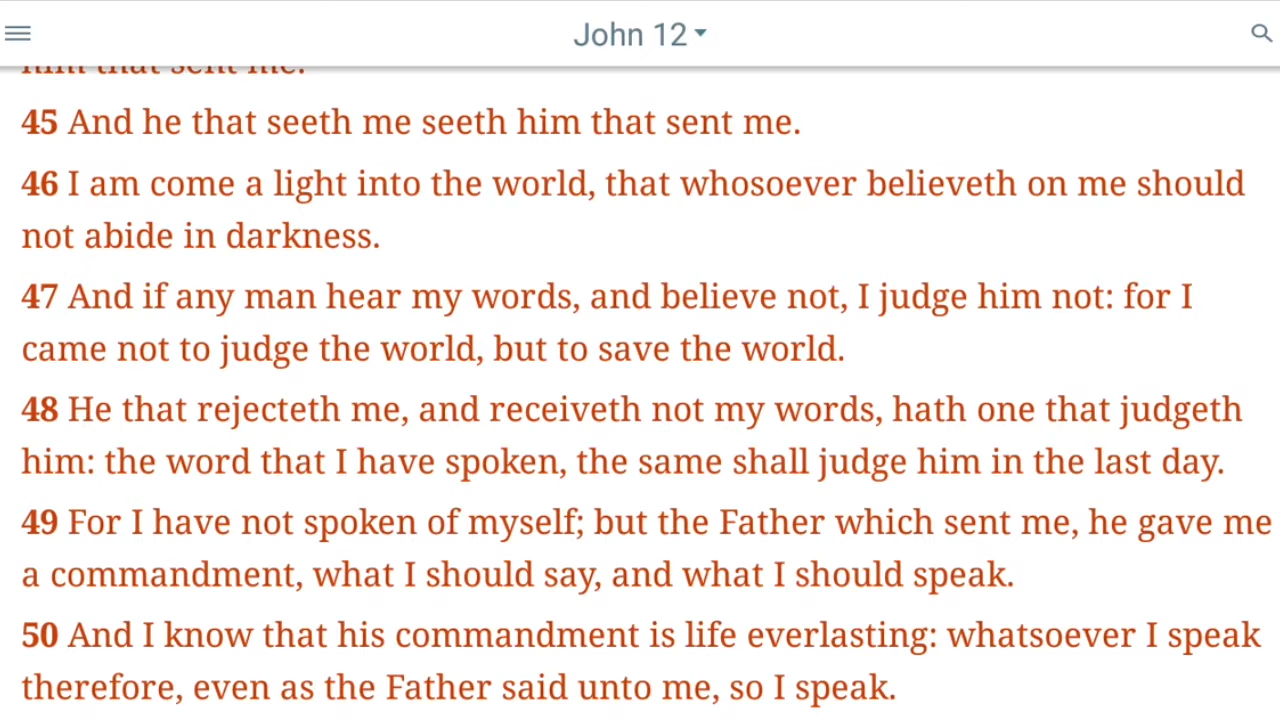 John 12
him that sent me.
45 And he that seeth me seeth him that sent me.
46 I am come a light into the world, that whosoever believeth on me should
not abide in darkness.
47 And if any man hear my words, and believe not, I judge him not: for I
came not to judge the world, but to save the world.
48 He that rejecteth me, and receiveth not my words, hath one that judgeth
him: the word that I have spoken, the same shall judge him in the last day.
49 For I have not spoken of myself; but the Father which sent me, he gave me
a commandment, what I should say, and what I should speak.
50 And I know that his commandment is life everlasting: whatsoever I speak
therefore, even as the Father said unto me, so I speak.